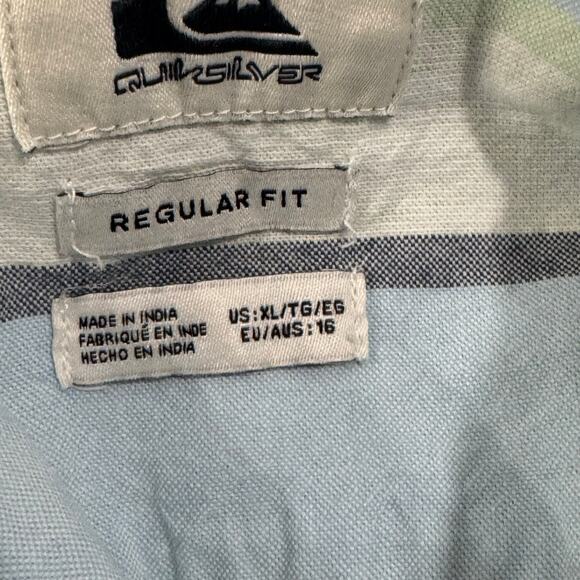 QUIKSILVER
REGULAR FIT
MADE IN INDIA
FABRIQUÉ EN INDE
HECHO EN INDIA
US:XL/TG/EG
EU/AUS:16